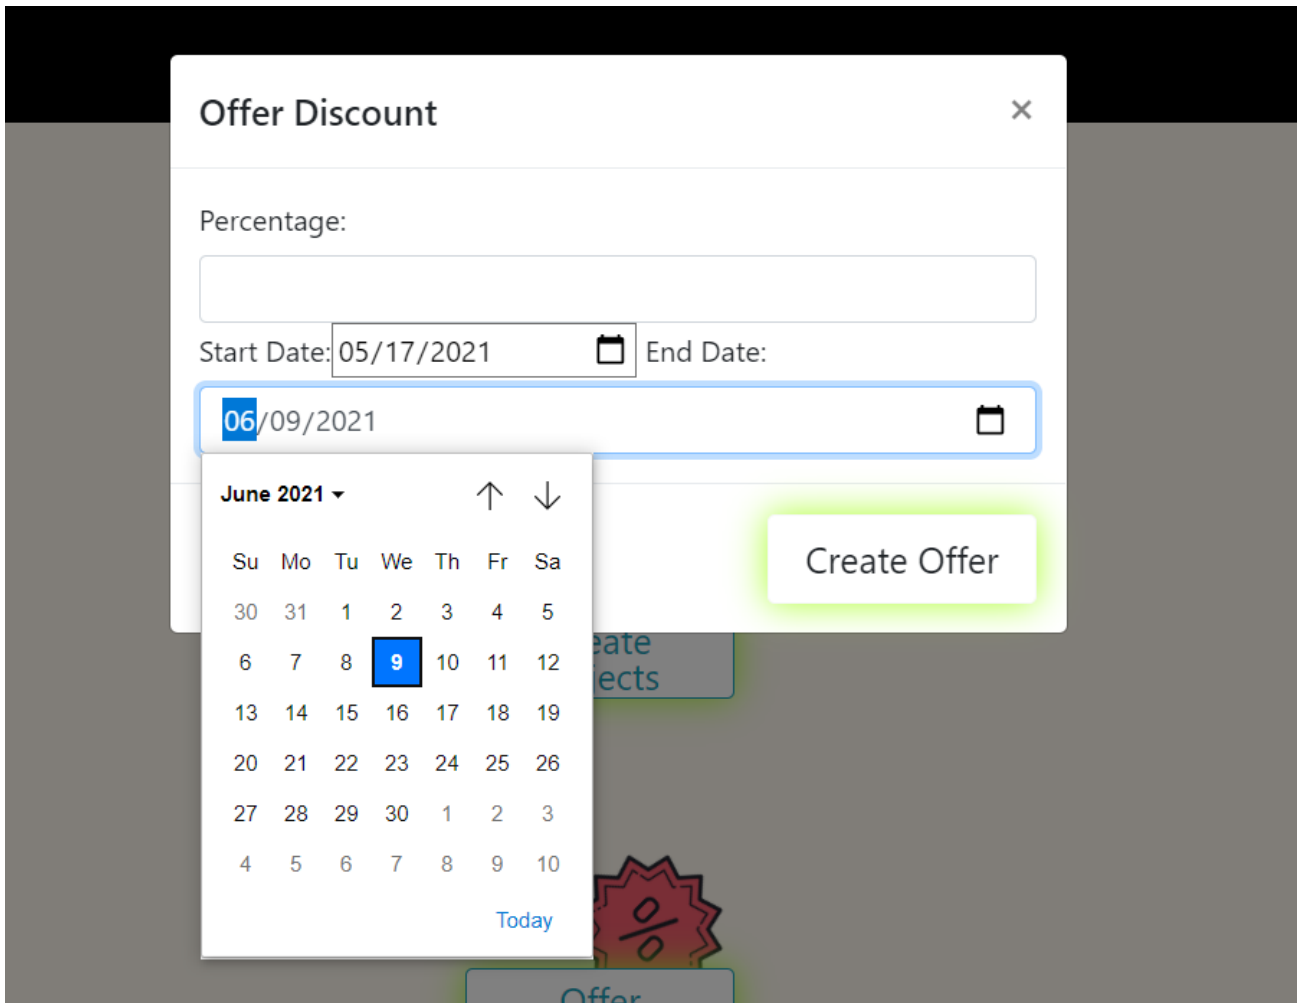 Offer Discount ×
Percentage:
Start Date: 05/17/2021 End Date:
06/09/2021
June 2021
Su Mo Tu We Th Fr Sa
30 31 1 2 3 4 5
6 7 8 9 10 11 12
13 14 15 16 17 18 19
20 21 22 23 24 25 26
27 28 29 30 1 2 3
4 5 6 7 8 9 10
Today
Create Offer
eate
jects
%
Offer